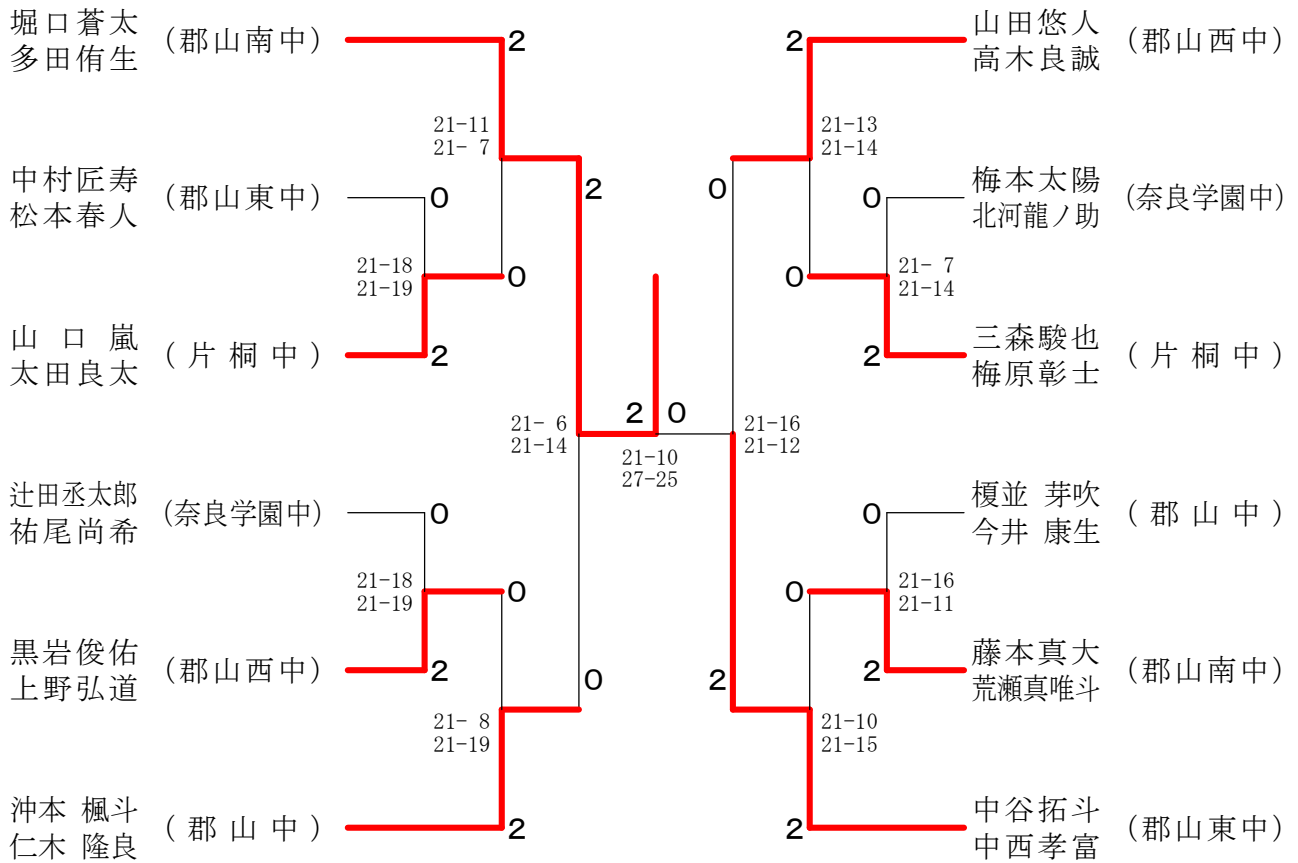 堀口蒼太
多田侑生
(郡山南中)
2
21-11
21- 7
中村匠寿
松本春人
(郡山東中)
0
21-18
21-19
0
山口嵐
太田良太
(片桐中)
2
2
21- 6
21-14
辻田丞太郎
祐尾尚希
(奈良学園中)
0
21-18
21-19
0
黒岩俊佑
上野弘道
(郡山西中)
2
21- 8
21-19
0
沖本 楓斗
仁木 隆良
(郡山中)
2
2 0
21-10
27-25
2
山田悠人
高木良誠
(郡山西中)
21-13
21-14
0
0
梅本太陽
北河龍ノ助
(奈良学園中)
0
21- 7
21-14
2
三森駿也
梅原彰士
(片桐中)
21-16
21-12
0
榎並 芽吹
今井 康生
(郡山中)
0
21-16
21-11
2
藤本真大
荒瀬真唯斗
(郡山南中)
2
21-10
21-15
2
中谷拓斗
中西孝富
(郡山東中)